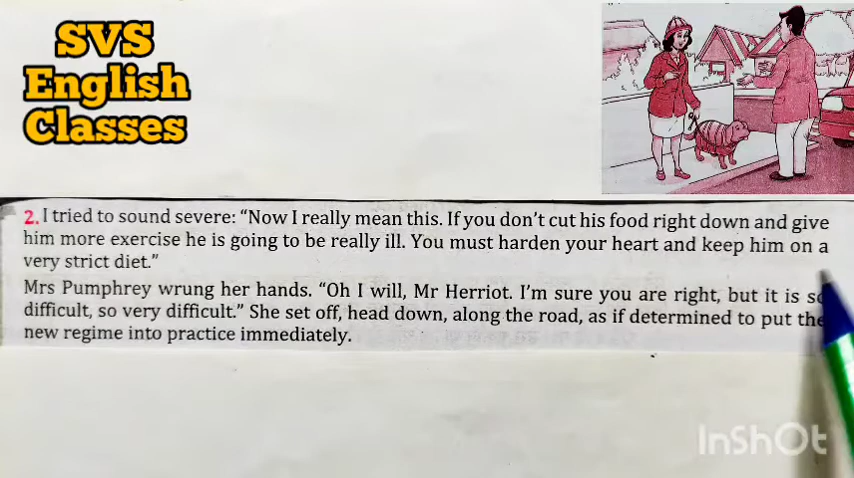 SVS
English
Classes
2. I tried to sound severe: “Now I really mean this. If you don’t cut his food right down and give
him more exercise he is going to be really ill. You must harden your heart and keep him on a
very strict diet.”
Mrs Pumphrey wrung her hands. “Oh I will, Mr Herriot. I’m sure you are right, but it is so
difficult, so very difficult.” She set off, head down, along the road, as if determined to put the
new regime into practice immediately.
InShOt